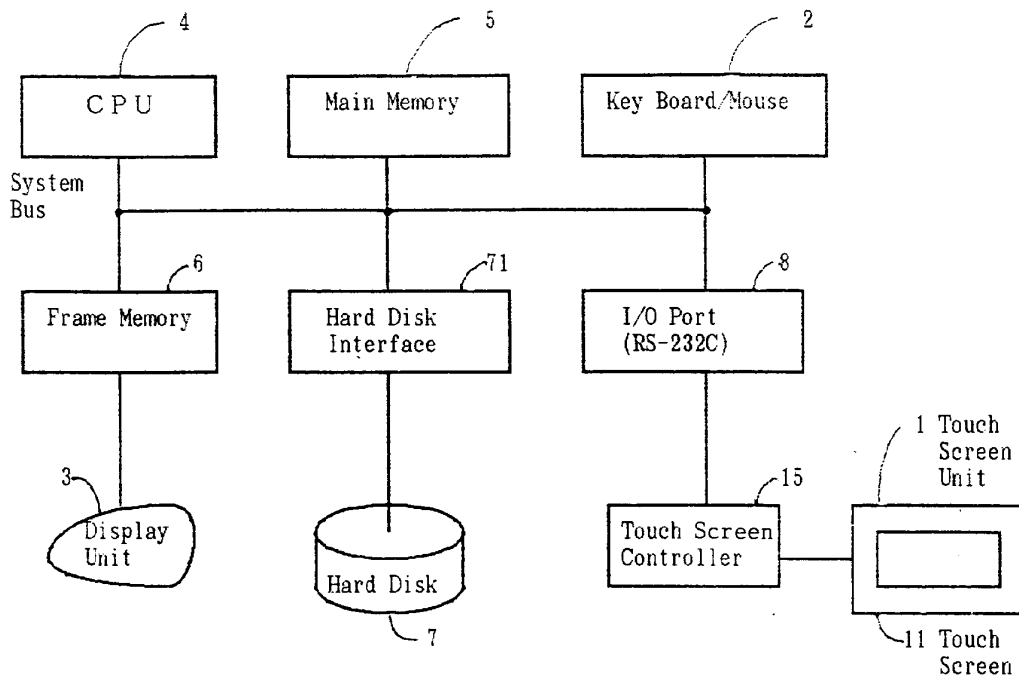 4
5
2
CPU
Main Memory
Key Board/Mouse
System
Bus
6
71
8
Frame Memory
Hard Disk
Interface
I/O Port
(RS-232C)
1 Touch
Screen
Unit
3
15
Display
Unit
Touch Screen
Controller
Hard Disk
7
11 Touch
Screen